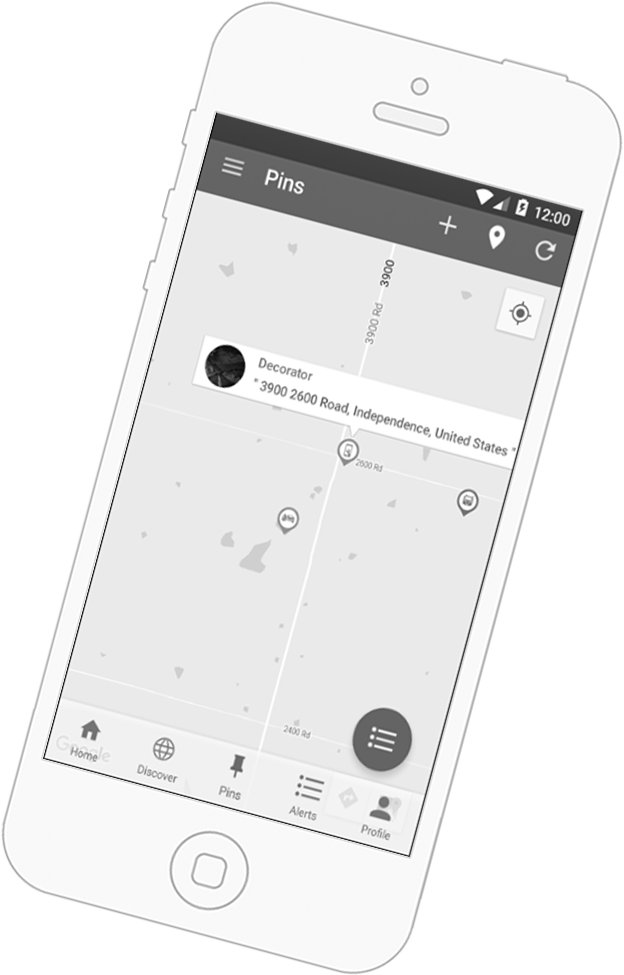 12:00
Pins
3900
3900 Rd
Decorator
" 3900 2600 Road, Independence, United States "
2600 Rd
2400 Rd
Google
Home
Discover
Pins
Alerts
Profile